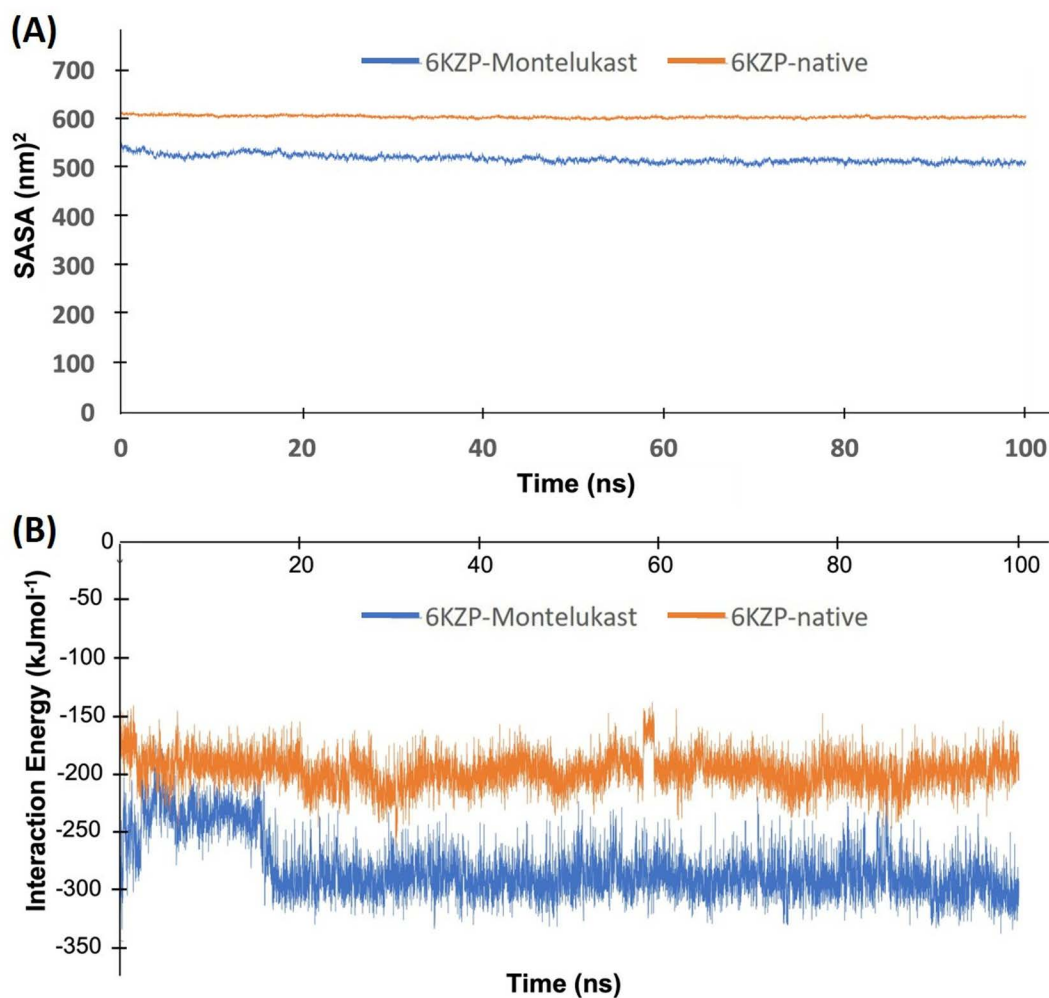 (A)
6KZP-Montelukast 6KZP-native
700
600
500
400
300
200
100
0
SASA (nm)²
0 20 40 60 80 100
Time (ns)
(B)
0
20 40 60 80 100
6KZP-Montelukast 6KZP-native
-50
-100
-150
-200
-250
-300
-350
Interaction Energy (kJmol⁻¹)
Time (ns)